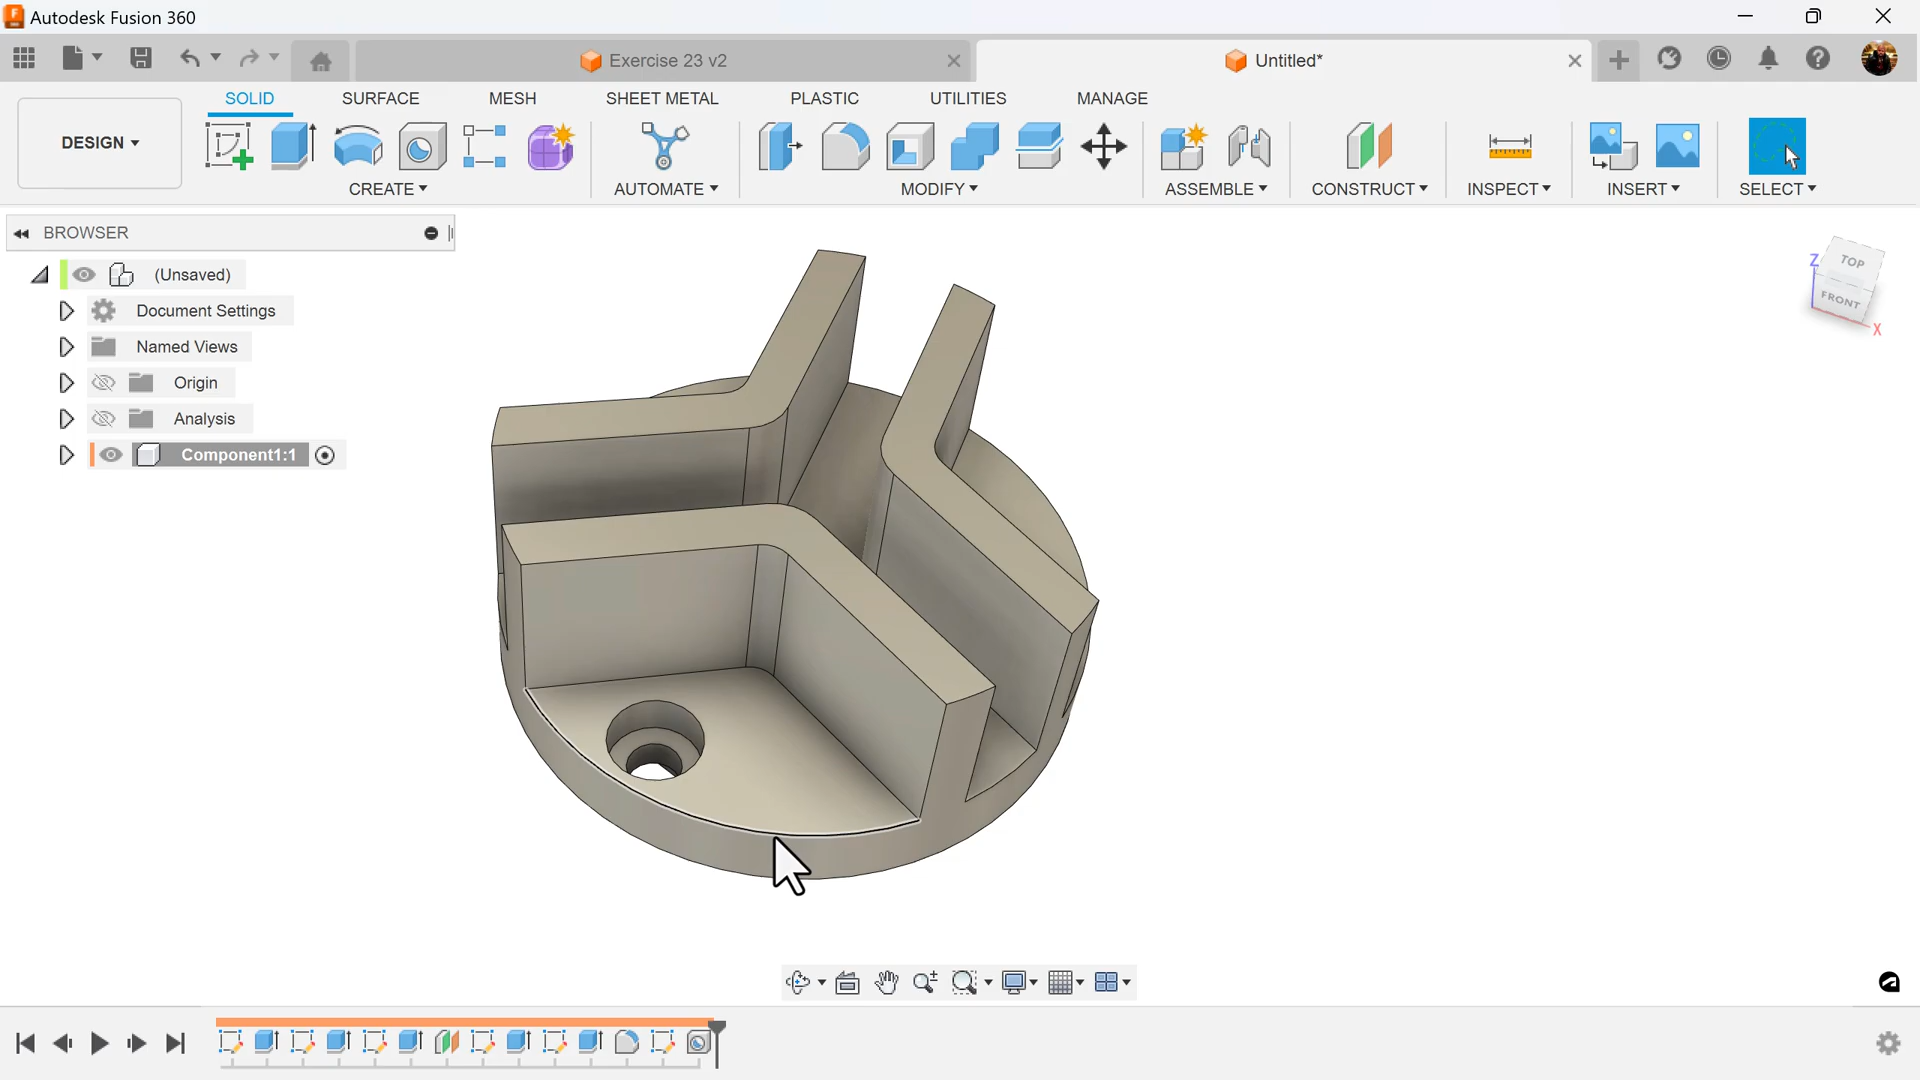 Autodesk Fusion 360
Exercise 23 v2
Untitled*
DESIGN
SOLID
SURFACE
MESH
SHEET METAL
PLASTIC
UTILITIES
MANAGE
CREATE
AUTOMATE
MODIFY
ASSEMBLE
CONSTRUCT
INSPECT
INSERT
SELECT
BROWSER
(Unsaved)
Document Settings
Named Views
Origin
Analysis
Component1:1
TOP
FRONT
Z
X